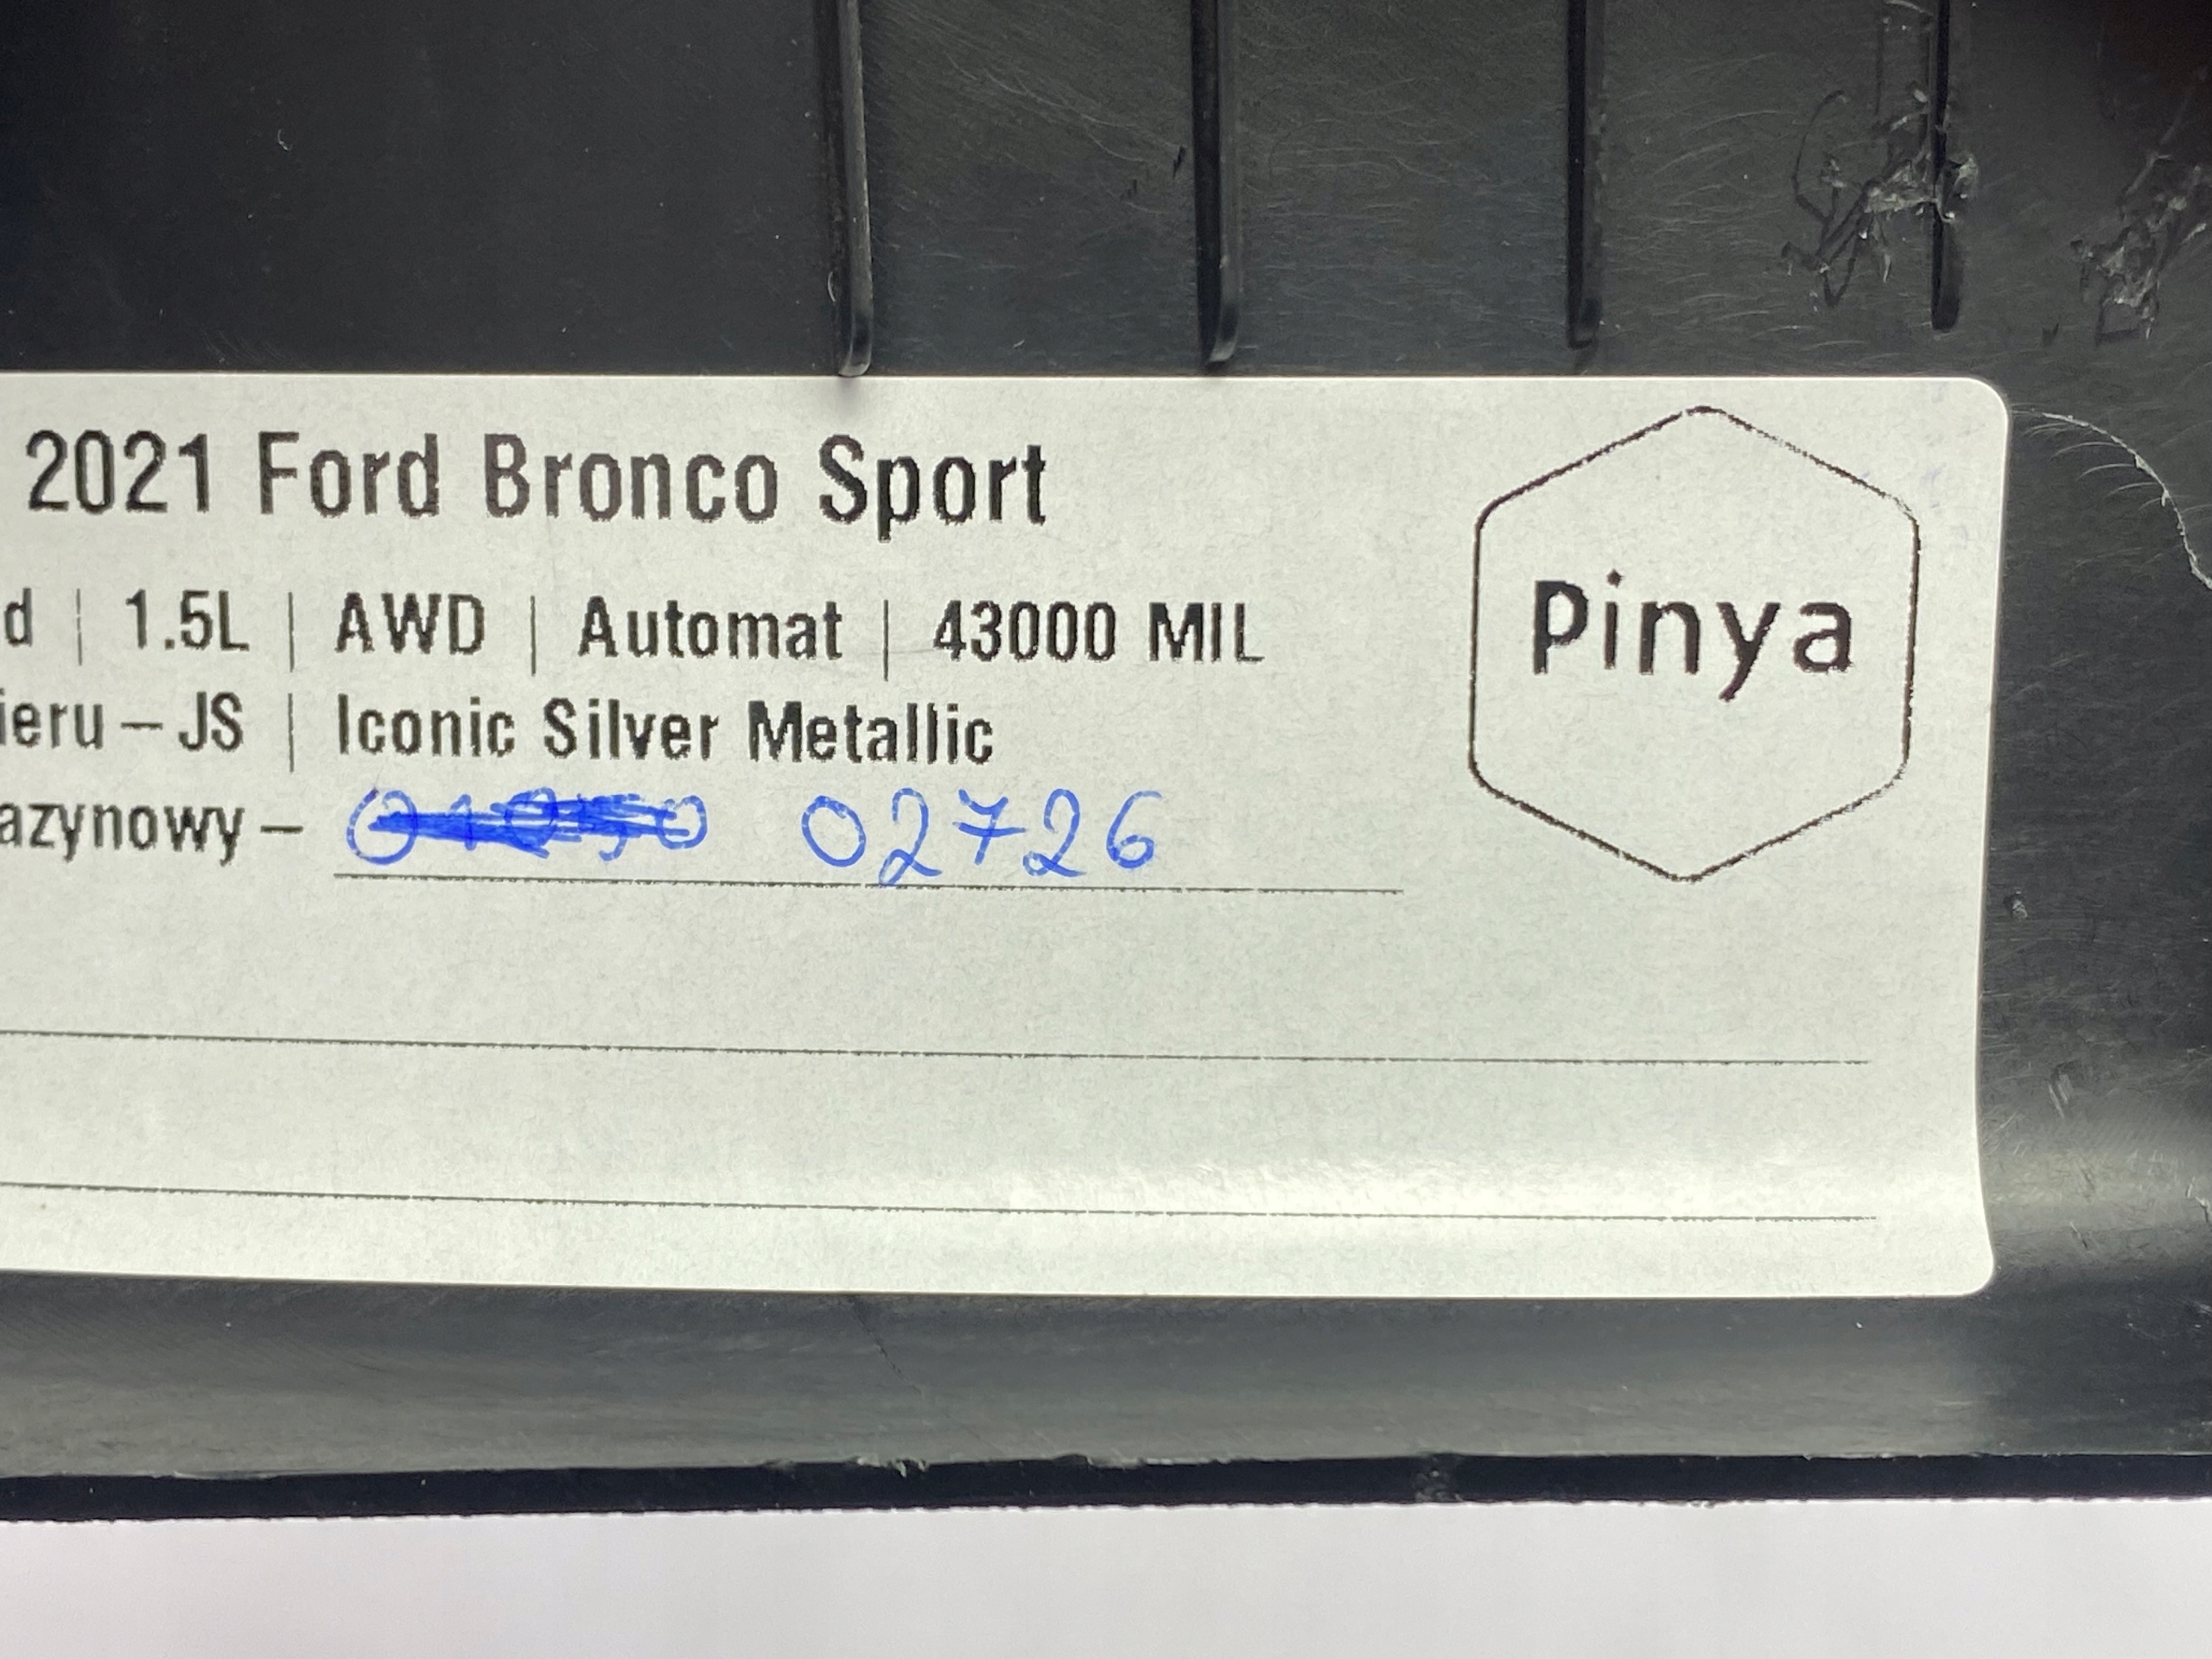 2021 Ford Bronco Sport
d | 1.5L | AWD | Automat | 43000 MIL
ieru – JS | Iconic Silver Metallic
azynowy – 02726
Pinya